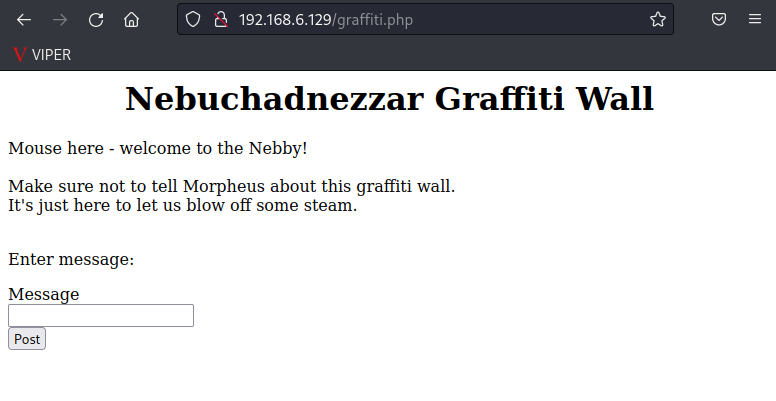 192.168.6.129/graffiti.php
V VIPER
Nebuchadnezzar Graffiti Wall
Mouse here - welcome to the Nebby!
Make sure not to tell Morpheus about this graffiti wall.
It's just here to let us blow off some steam.
Enter message:
Message
Post